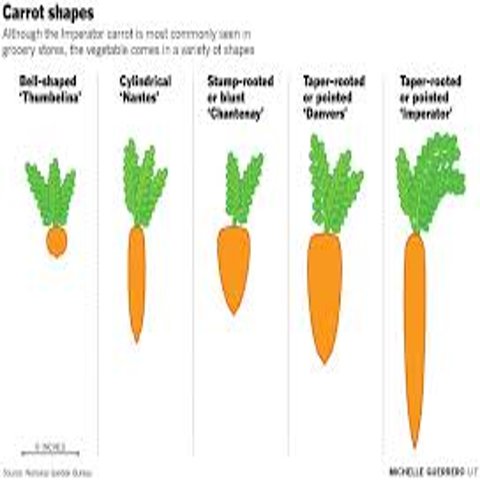 Carrot shapes
Although the Imperator carrot is most commonly seen in
grocery stores, the vegetable comes in a variety of shapes
Bell-shaped
'Thumbelina'
Cylindrical
'Nantes'
Stump-rooted
or blunt
'Chantenay'
Taper-rooted
or pointed
'Danvers'
Taper-rooted
or pointed
'Imperator'
INCHES
Source: National Garden Bureau
MICHELLE GUERRERO U-T